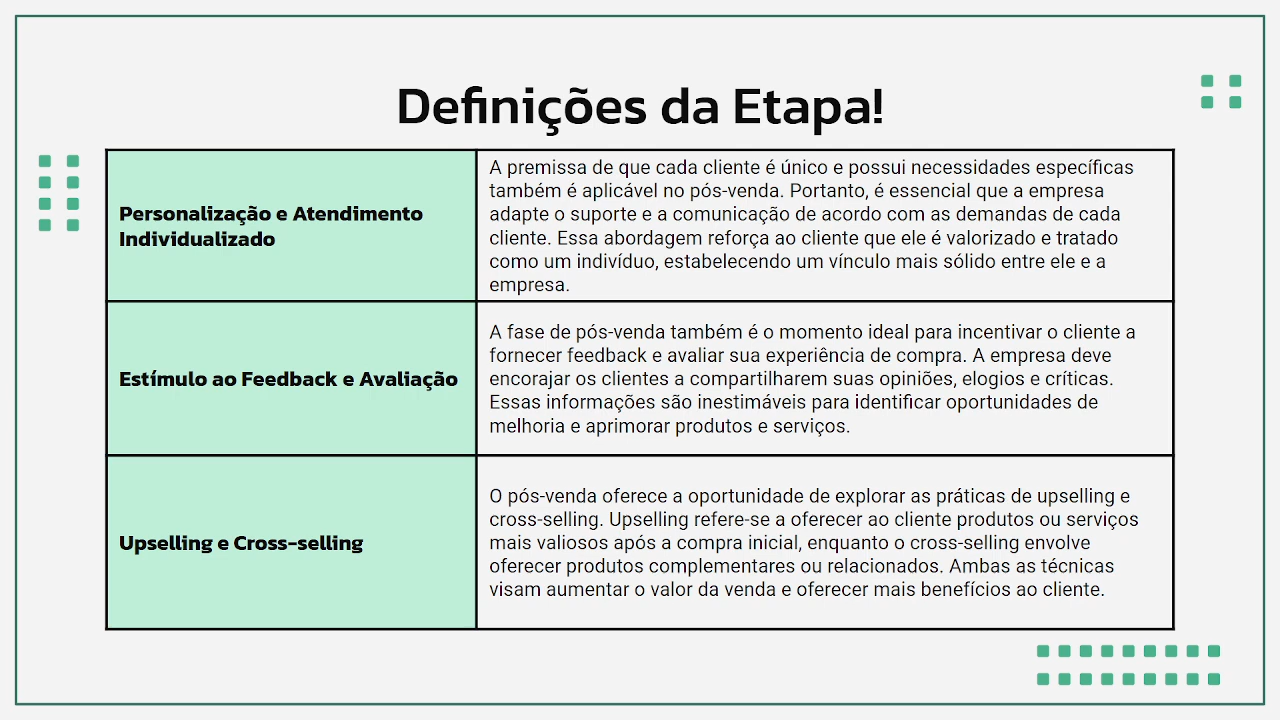 Definições da Etapa!
Personalização e Atendimento
Individualizado
A premissa de que cada cliente é único e possui necessidades específicas
também é aplicável no pós-venda. Portanto, é essencial que a empresa
adapte o suporte e a comunicação de acordo com as demandas de cada
cliente. Essa abordagem reforça ao cliente que ele é valorizado e tratado
como um indivíduo, estabelecendo um vínculo mais sólido entre ele e a
empresa.
Estímulo ao Feedback e Avaliação
A fase de pós-venda também é o momento ideal para incentivar o cliente a
fornecer feedback e avaliar sua experiência de compra. A empresa deve
encorajar os clientes a compartilharem suas opiniões, elogios e críticas.
Essas informações são inestimáveis para identificar oportunidades de
melhoria e aprimorar produtos e serviços.
Upselling e Cross-selling
O pós-venda oferece a oportunidade de explorar as práticas de upselling e
cross-selling. Upselling refere-se a oferecer ao cliente produtos ou serviços
mais valiosos após a compra inicial, enquanto o cross-selling envolve
oferecer produtos complementares ou relacionados. Ambas as técnicas
visam aumentar o valor da venda e oferecer mais benefícios ao cliente.